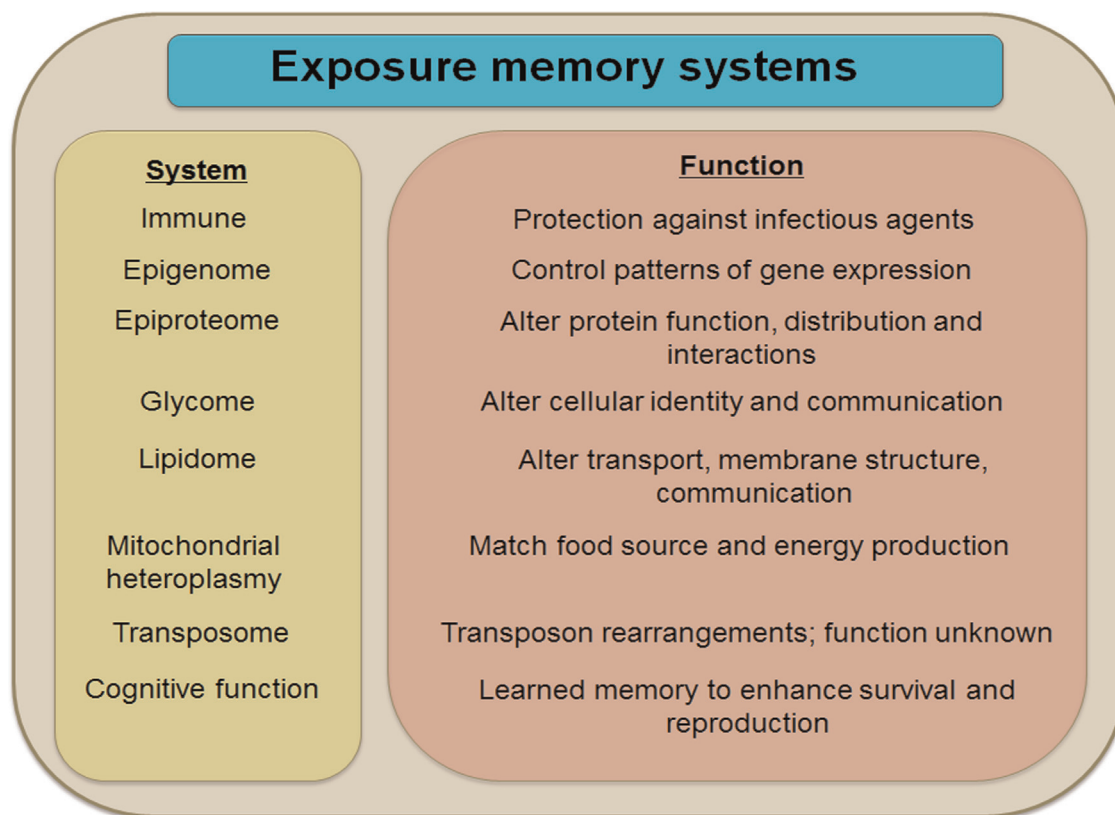 Exposure memory systems
System
Immune
Epigenome
Epiproteome
Glycome
Lipidome
Mitochondrial
heteroplasmy
Transposome
Cognitive function
Function
Protection against infectious agents
Control patterns of gene expression
Alter protein function, distribution and
interactions
Alter cellular identity and communication
Alter transport, membrane structure,
communication
Match food source and energy production
Transposon rearrangements; function unknown
Learned memory to enhance survival and
reproduction